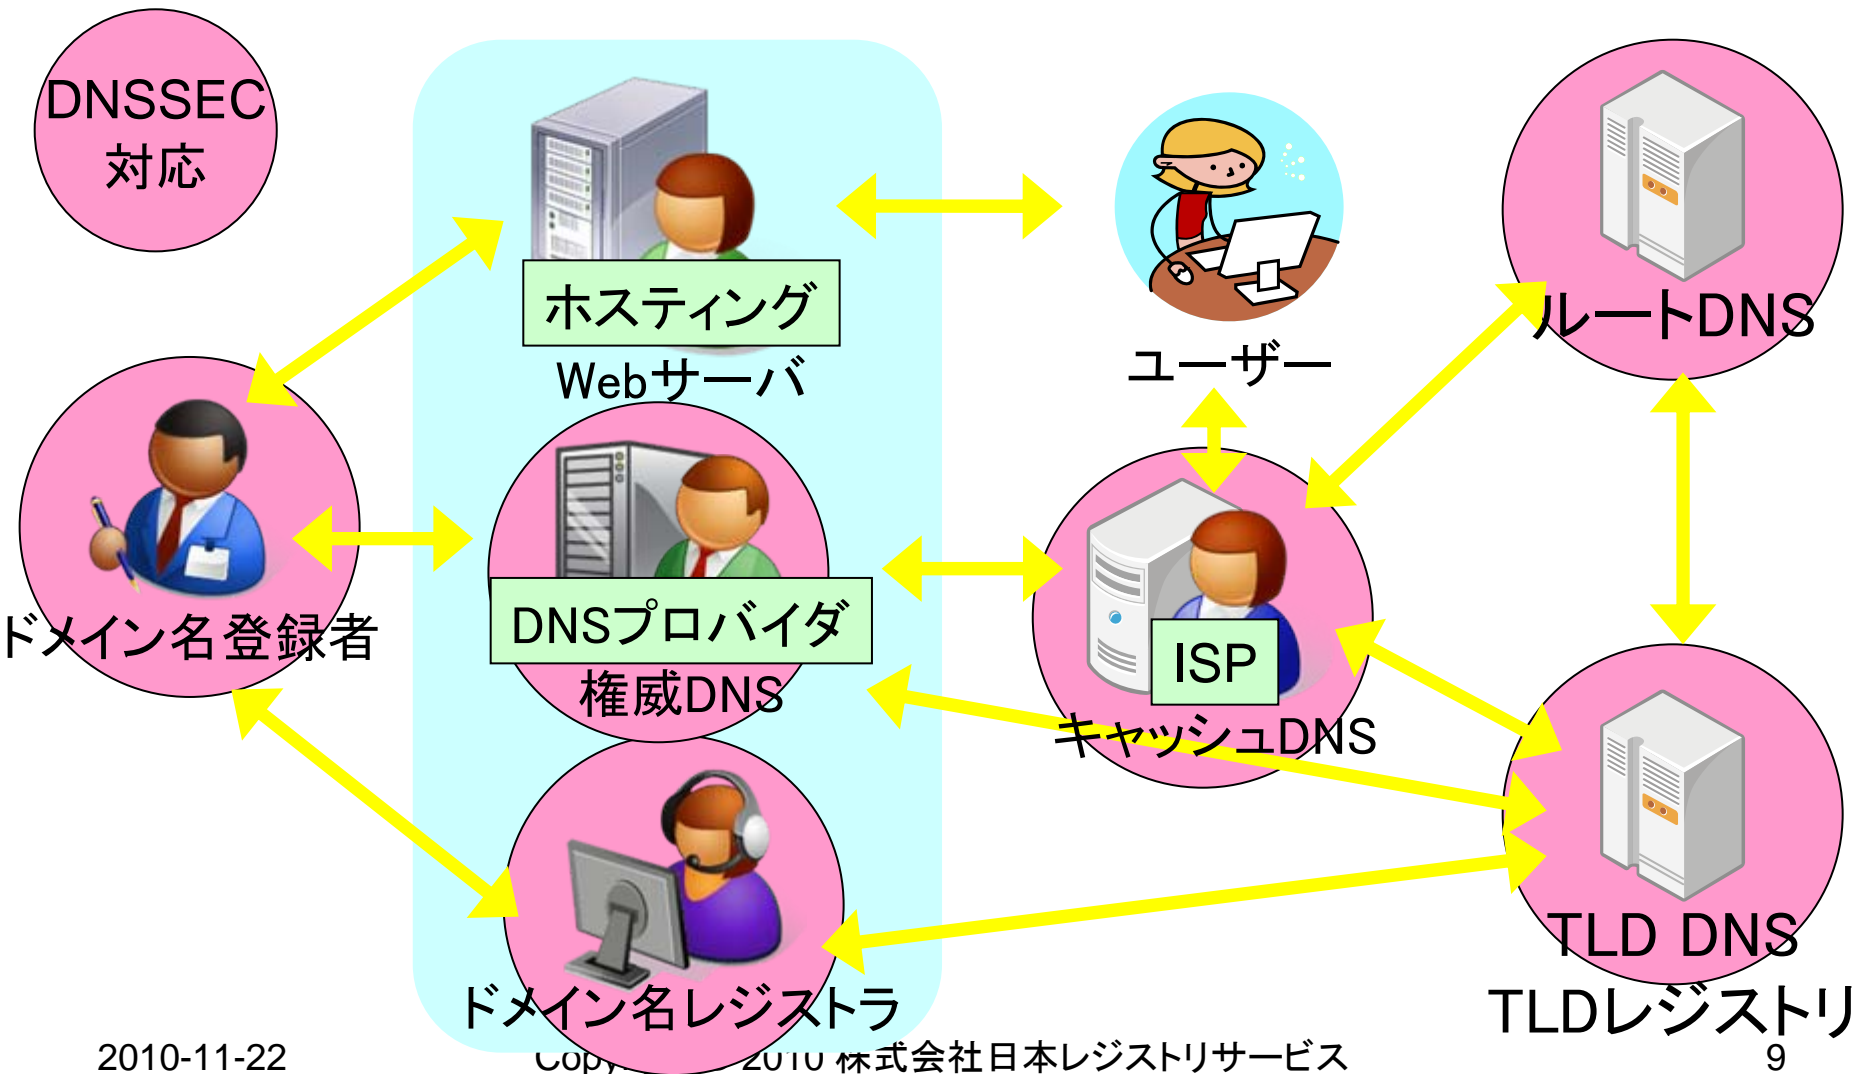 DNSSEC
対応
ホスティング
Webサーバ
ユーザー
ルートDNS
ドメイン名登録者
DNSプロバイダ
権威DNS
ISP
キャッシュDNS
TLD DNS
TLDレジストリ
ドメイン名レジストラ
2010-11-22
2010 株式会社日本レジストリサービス
9